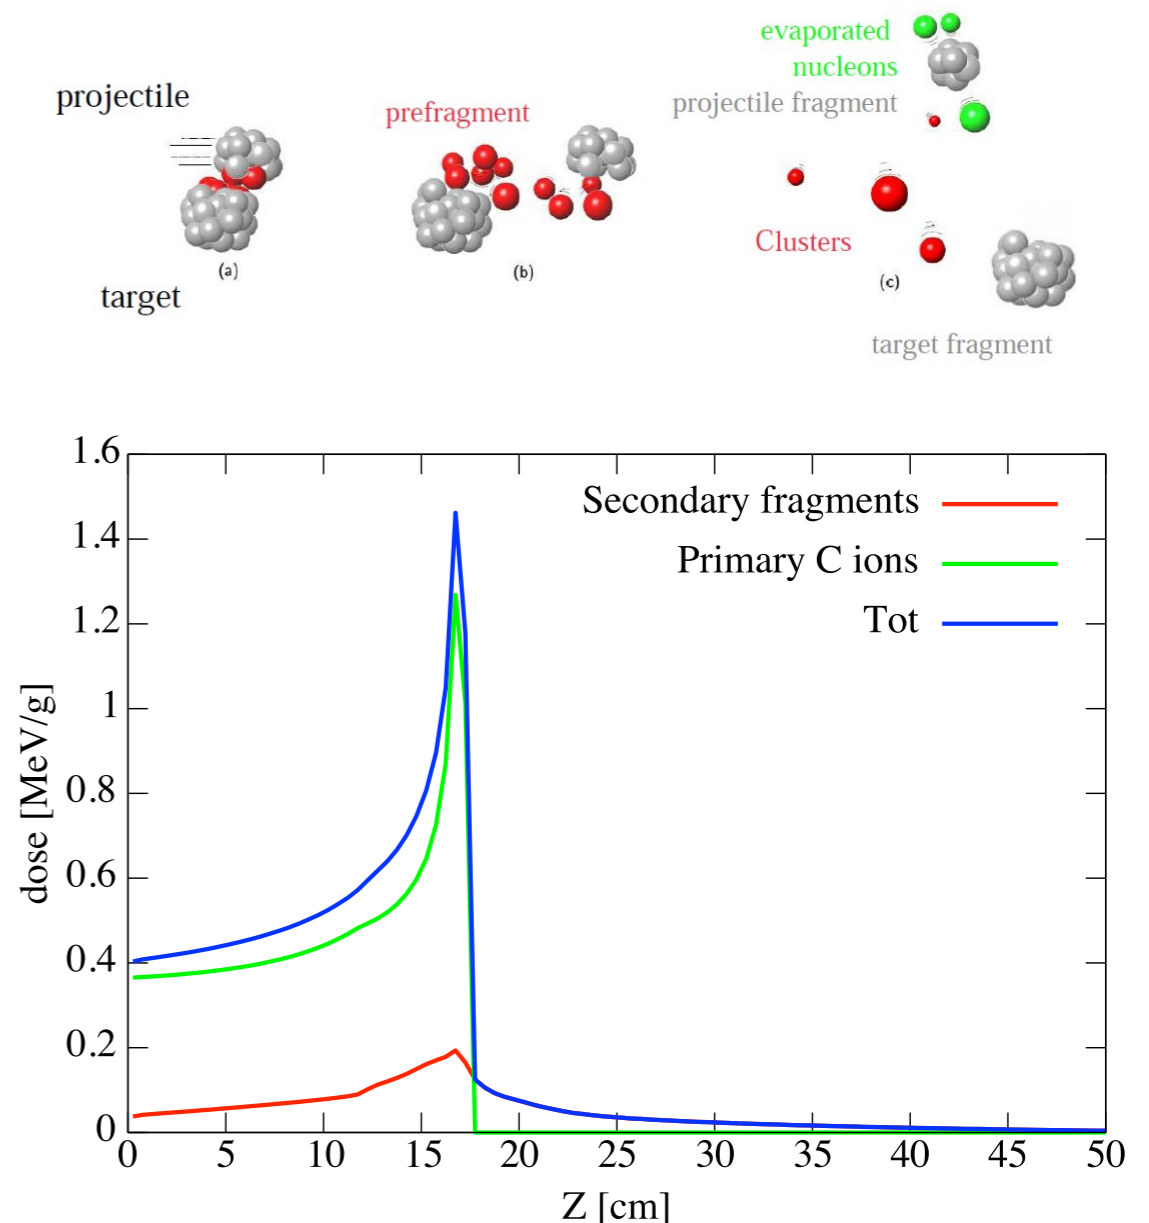 projectile
target
(a)
prefragment
(b)
evaporated
nucleons
projectile fragment
Clusters
(c)
target fragment
1.6
1.4
1.2
1
0.8
0.6
0.4
0.2
0
dose [MeV/g]
Secondary fragments
Primary C ions
Tot
0 5 10 15 20 25 30 35 40 45 50
Z [cm]